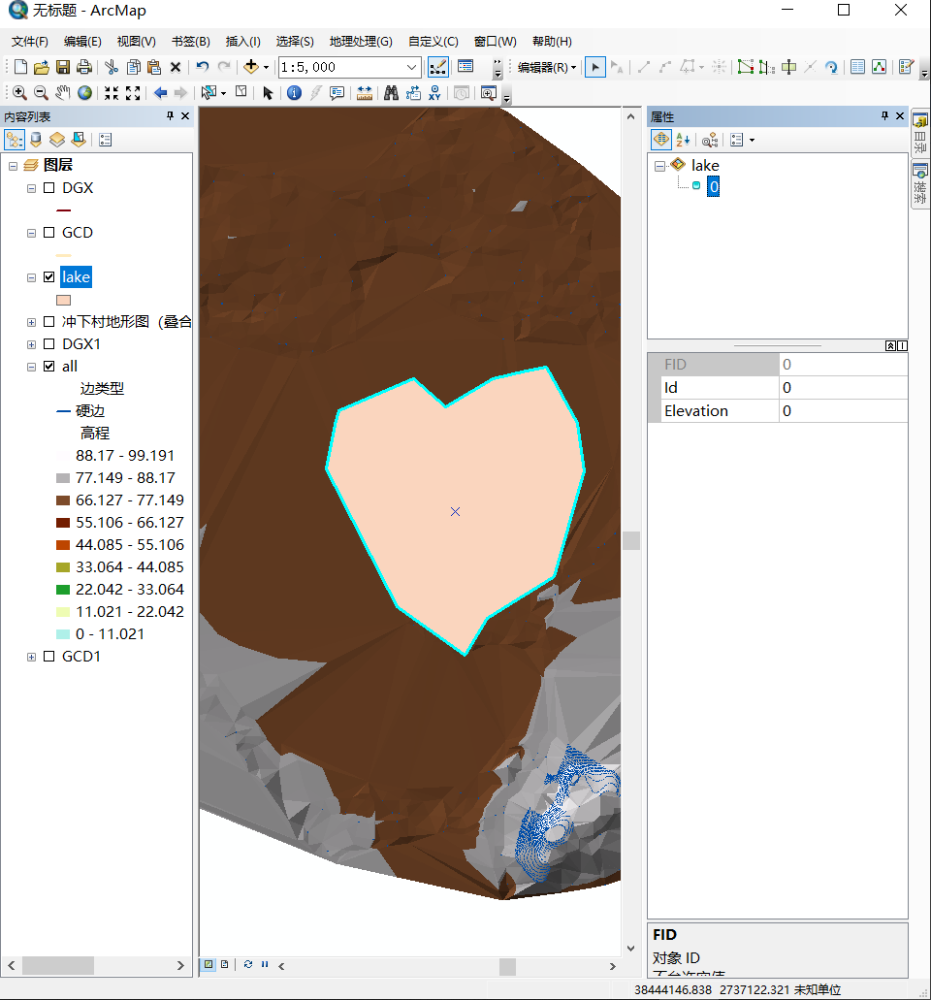 无标题 - ArcMap
文件(F) 编辑(E) 视图(V) 书签(B) 插入(I) 选择(S) 地理处理(G) 自定义(C) 窗口(W) 帮助(H)
1:5,000 编辑器(R)
内容列表
图层
DGX
GCD
lake
冲下村地形图（叠合
DGX1
all
边类型
硬边
高程
88.17 - 99.191
77.149 - 88.17
66.127 - 77.149
55.106 - 66.127
44.085 - 55.106
33.064 - 44.085
22.042 - 33.064
11.021 - 22.042
0 - 11.021
GCD1
属性
lake
0
FID 0
Id 0
Elevation 0
FID
对象 ID
目录
搜索
38444146.838 2737122.321 未知单位